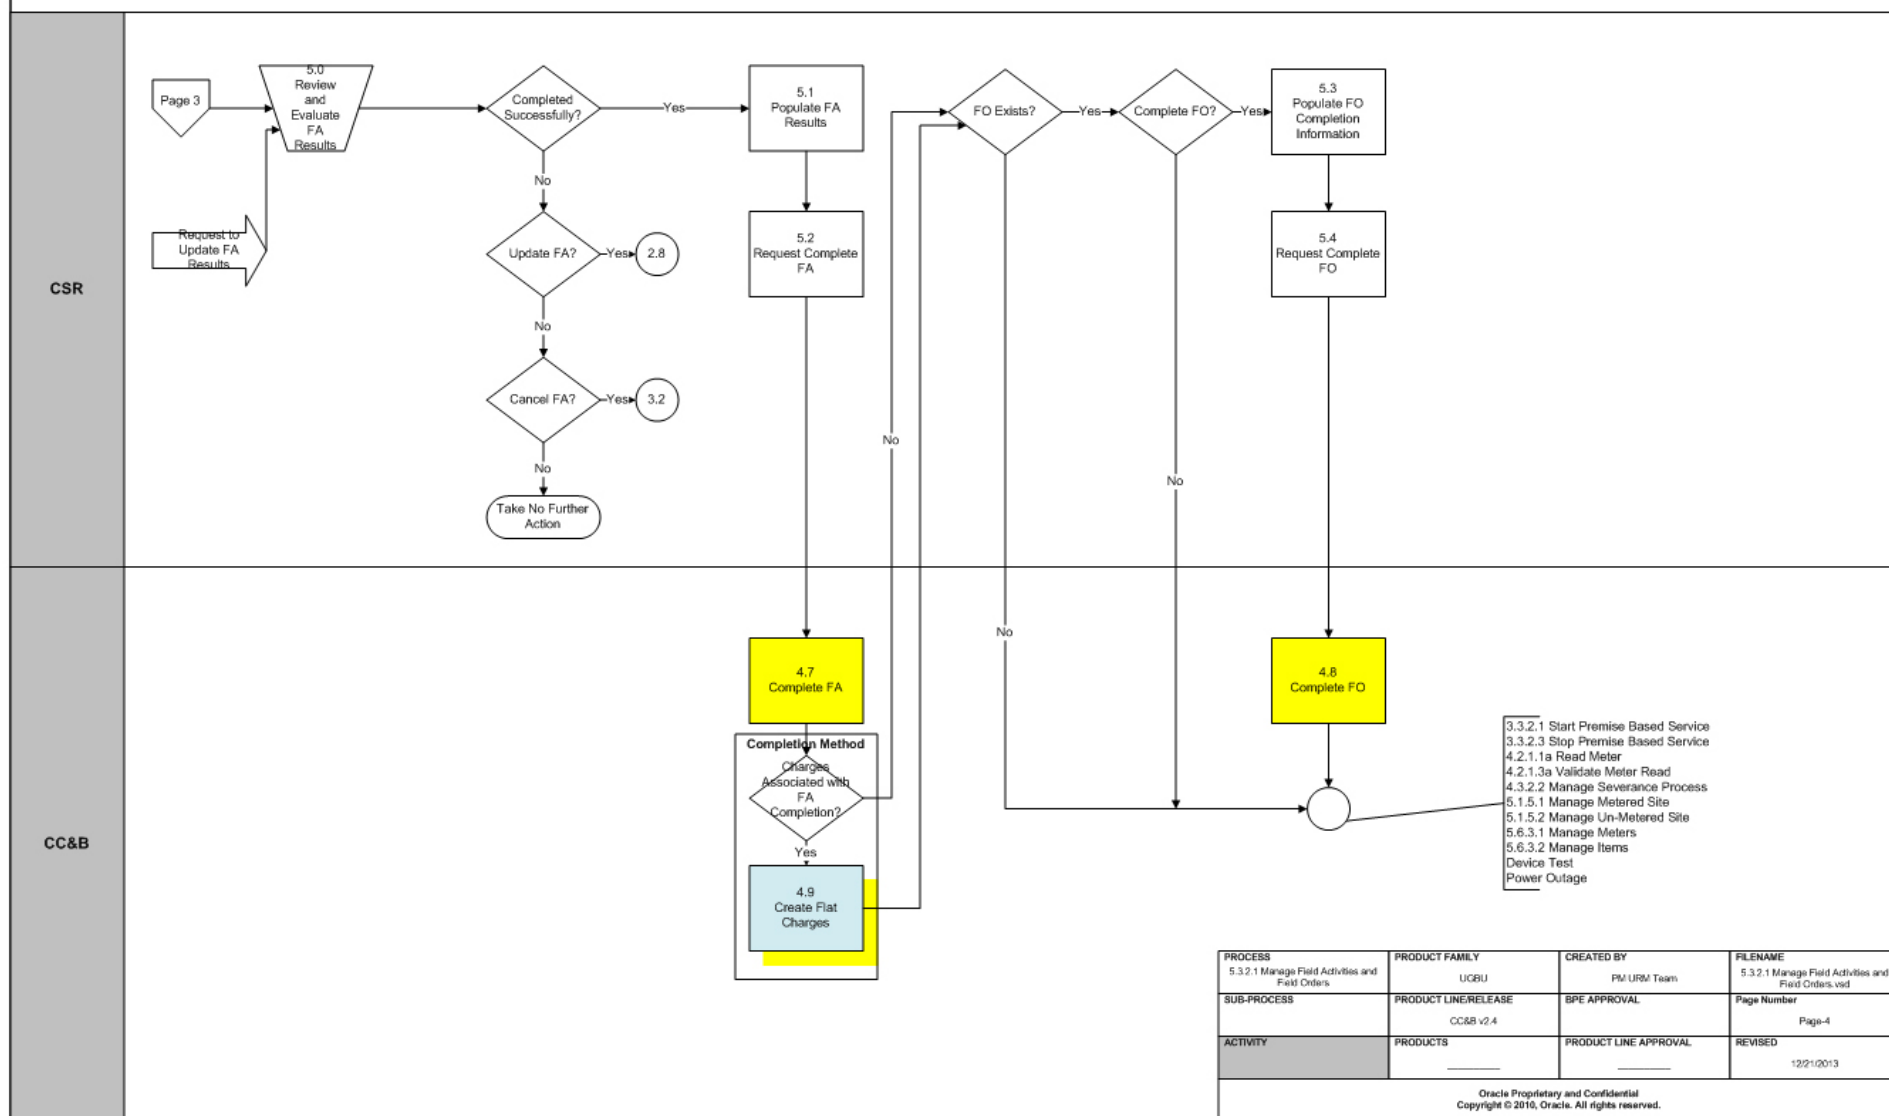 CSR
Page 3
5.0
Review
and
Evaluate
FA
Results
Request to
Update FA
Results
Completed
Successfully?
Yes
No
Update FA?
Yes
2.8
No
Cancel FA?
Yes
3.2
No
Take No Further
Action
5.1
Populate FA
Results
5.2
Request Complete
FA
No
FO Exists?
Yes
No
Complete FO?
Yes
No
5.3
Populate FO
Completion
Information
5.4
Request Complete
FO
CC&B
4.7
Complete FA
Completion Method
Charges
Associated with
FA
Completion?
Yes
4.9
Create Flat
Charges
4.8
Complete FO
3.3.2.1 Start Premise Based Service
3.3.2.3 Stop Premise Based Service
4.2.1.1a Read Meter
4.2.1.3a Validate Meter Read
4.3.2.2 Manage Severance Process
5.1.5.1 Manage Metered Site
5.1.5.2 Manage Un-Metered Site
5.6.3.1 Manage Meters
5.6.3.2 Manage Items
Device Test
Power Outage
PROCESS
5.3.2.1 Manage Field Activities and
Field Orders
PRODUCT FAMILY
UGBU
CREATED BY
PM URM Team
FILENAME
5.3.2.1 Manage Field Activities and
Field Orders.vsd
SUB-PROCESS
PRODUCT LINE/RELEASE
CC&B v2.4
BPE APPROVAL
Page Number
Page-4
ACTIVITY
PRODUCTS
PRODUCT LINE APPROVAL
REVISED
12/21/2013
Oracle Proprietary and Confidential
Copyright © 2010, Oracle. All rights reserved.